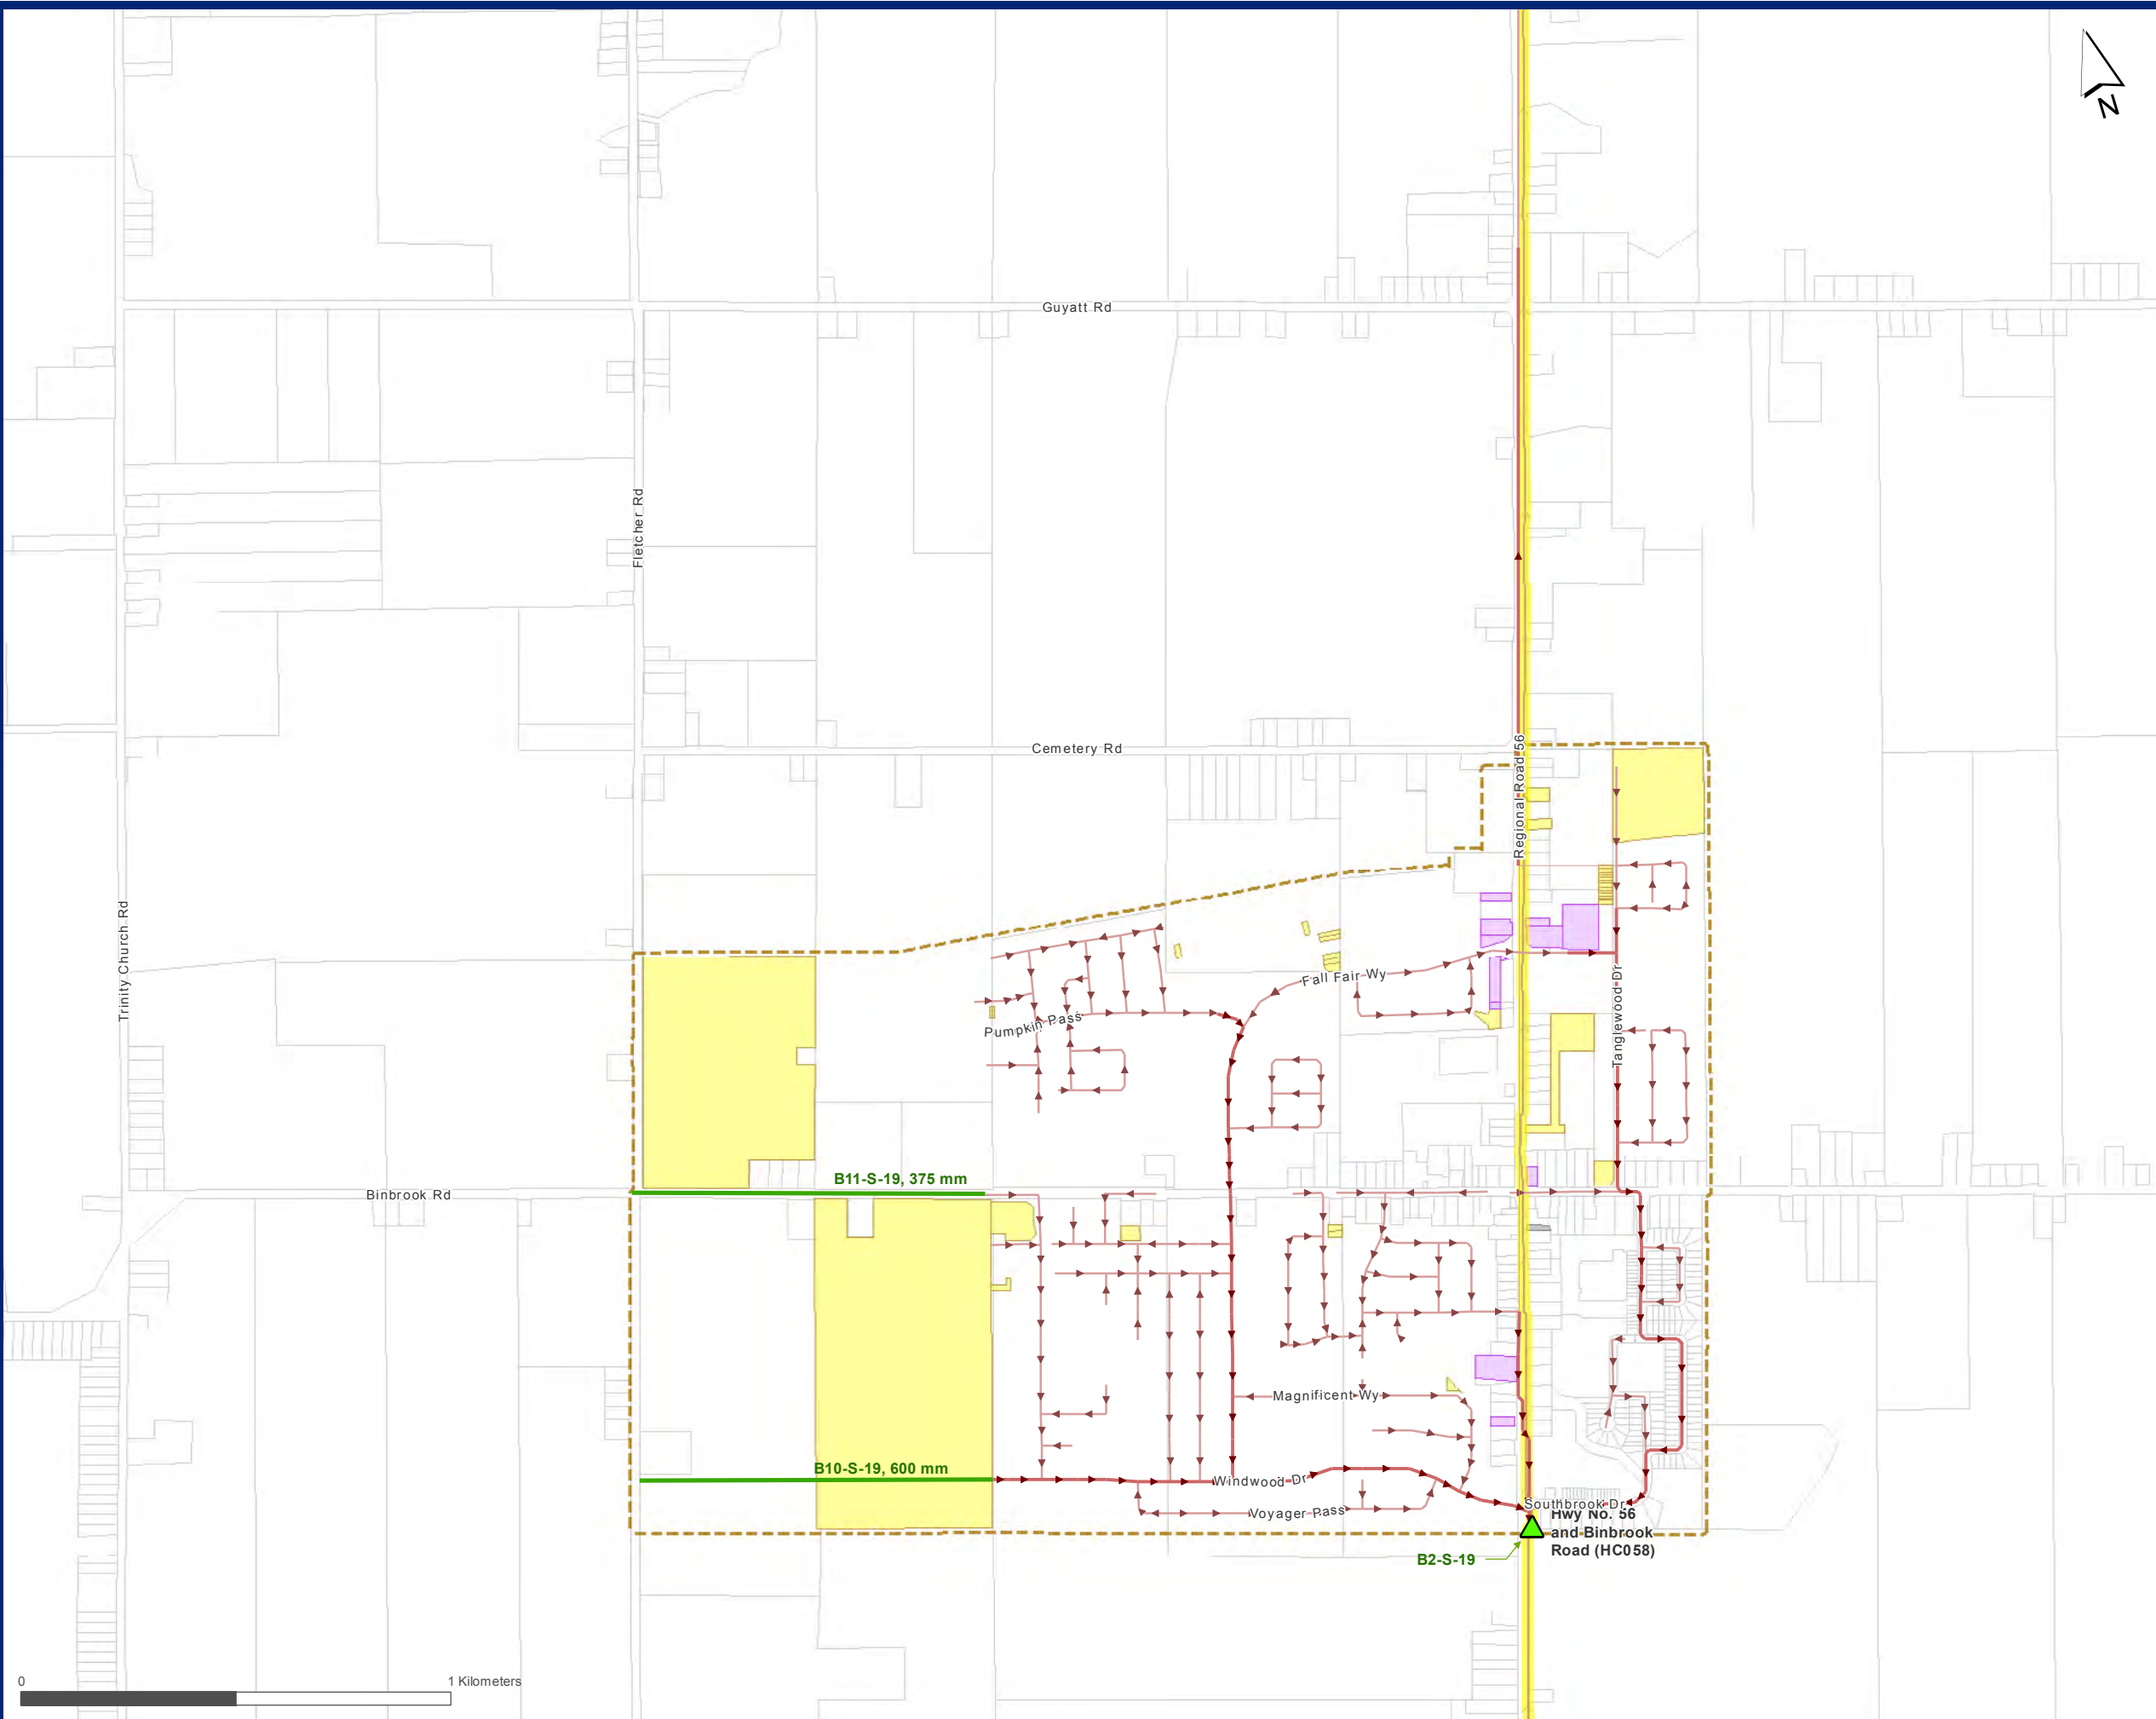 N
Guyatt Rd
Fletcher Rd
Cemetery Rd
Regional Road 56
Trinity Church Rd
Fall Fair Wy
Pumpkin Pass
Tanglewood Dr
B11-S-19, 375 mm
Binbrook Rd
Magnificent Wy
B10-S-19, 600 mm
Windwood Dr
Voyager Pass
Southbrook Dr
Hwy No. 56
and Binbrook
Road (HC058)
B2-S-19
0
1 Kilometers